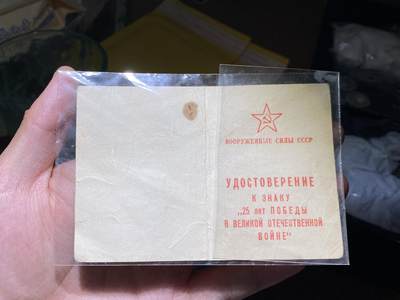 ВООРУЖЕННЫЕ СИЛЫ СССР
УДОСТОВЕРЕНИЕ
К ЗНАКУ
„25 лет ПОБЕДЫ
В ВЕЛИКОЙ ОТЕЧЕСТВЕННОЙ
ВОЙНЕ"